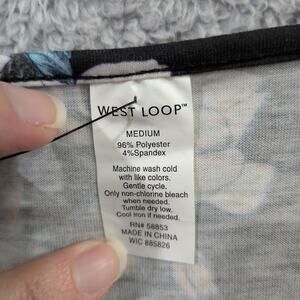 WEST LOOP™
MEDIUM
96% Polyester
4%Spandex
Machine wash cold
with like colors.
Gentle cycle.
Only non-chlorine bleach
when needed.
Tumble dry low.
Cool iron if needed.
RN# 58853
MADE IN CHINA
WIC 885826